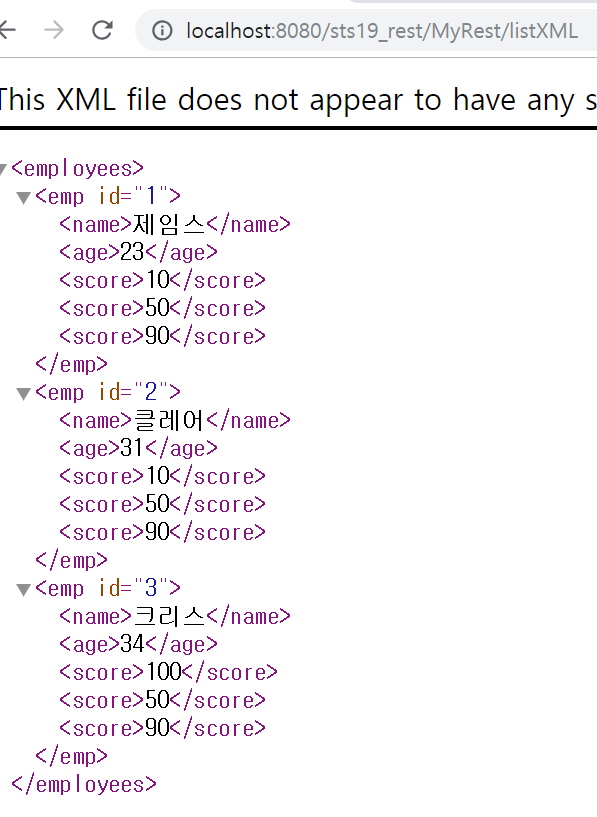 localhost:8080/sts19_rest/MyRest/listXML
This XML file does not appear to have any s
<employees>
<emp id="1">
<name>제임스</name>
<age>23</age>
<score>10</score>
<score>50</score>
<score>90</score>
</emp>
<emp id="2">
<name>클레어</name>
<age>31</age>
<score>10</score>
<score>50</score>
<score>90</score>
</emp>
<emp id="3">
<name>크리스</name>
<age>34</age>
<score>100</score>
<score>50</score>
<score>90</score>
</emp>
</employees>